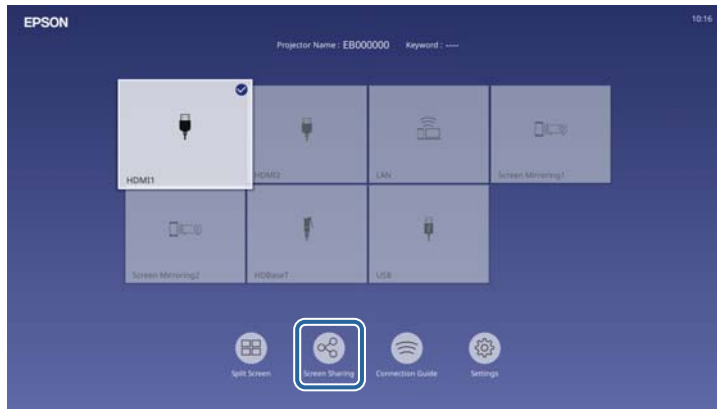 EPSON
10:16
Projector Name : EB000000 Keyword : ----
HDMI1
HDMI2
LAN
Screen Mirroring1
Screen Mirroring2
HDBaseT
USB
Split Screen
Screen Sharing
Connection Guide
Settings